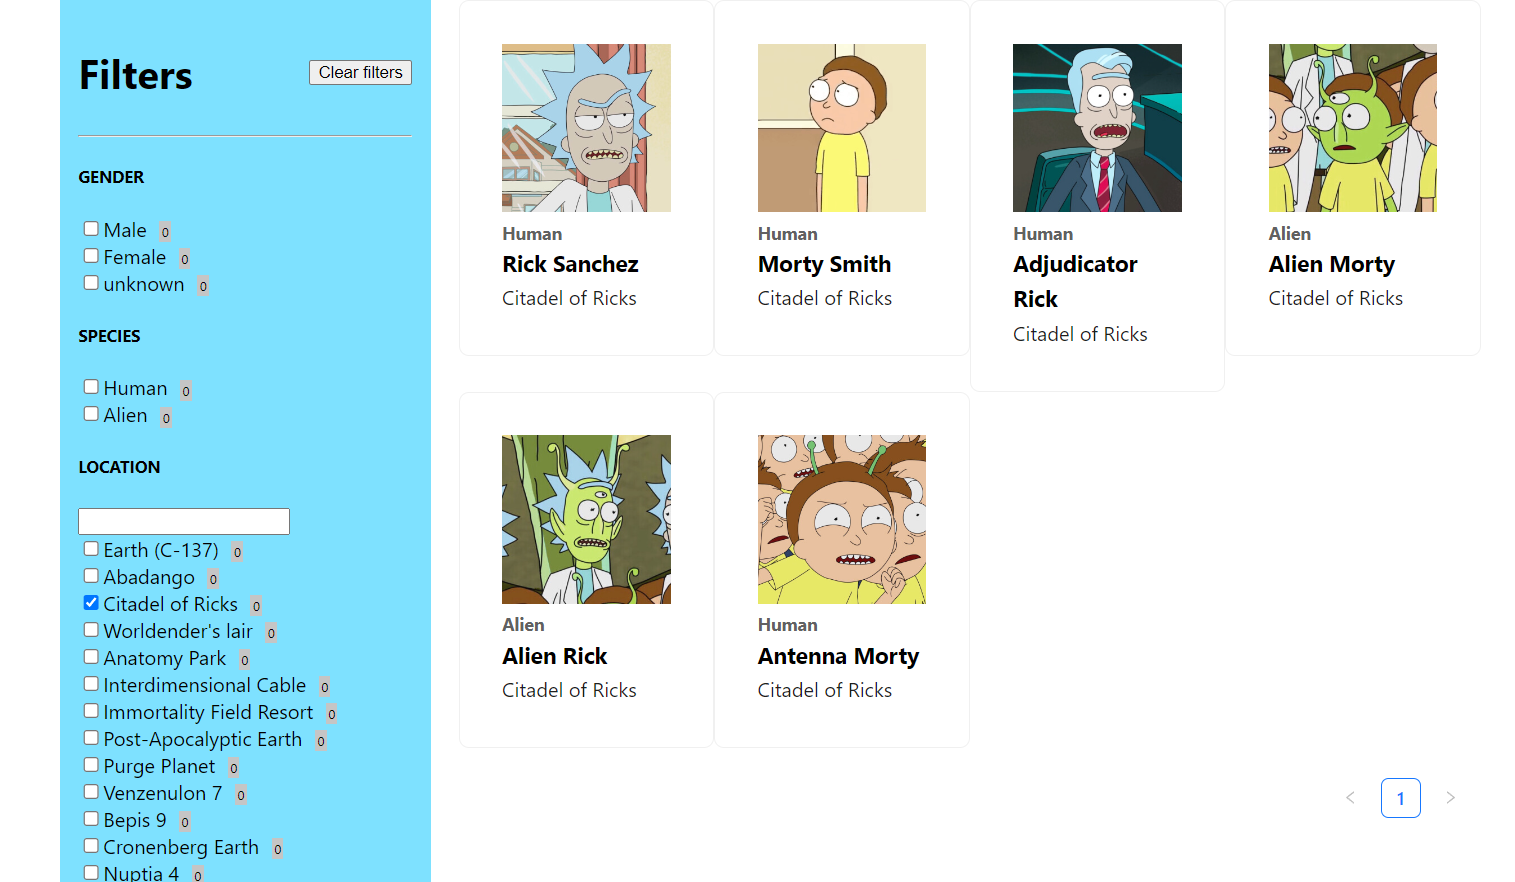 Filters
Clear filters
GENDER
Male 0
Female 0
unknown 0
SPECIES
Human 0
Alien 0
LOCATION
Earth (C-137) 0
Abadango 0
Citadel of Ricks 0
Worldender's lair 0
Anatomy Park 0
Interdimensional Cable 0
Immortality Field Resort 0
Post-Apocalyptic Earth 0
Purge Planet 0
Venzenulon 7 0
Bepis 9 0
Cronenberg Earth 0
Nuptia 4 0
Human
Rick Sanchez
Citadel of Ricks
Human
Morty Smith
Citadel of Ricks
Human
Adjudicator
Rick
Citadel of Ricks
Alien
Alien Morty
Citadel of Ricks
Alien
Alien Rick
Citadel of Ricks
Human
Antenna Morty
Citadel of Ricks
1